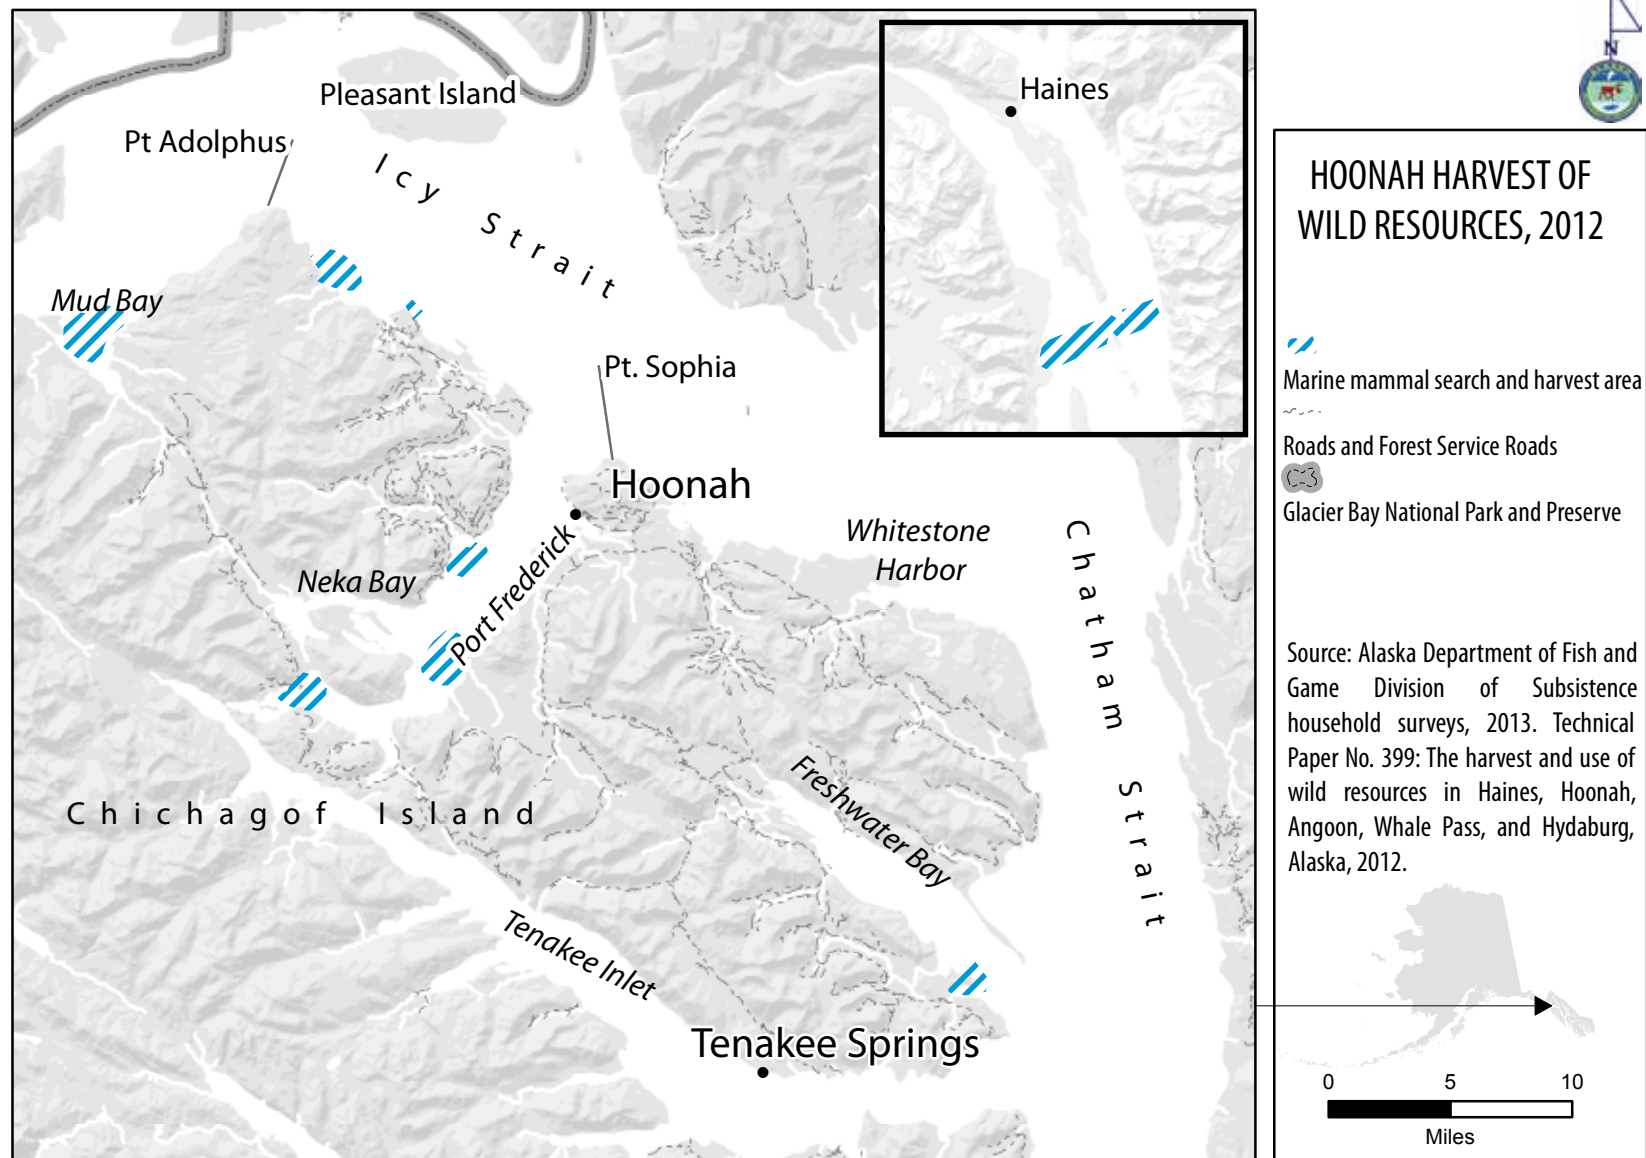 Pleasant Island
Pt Adolphus
Icy Strait
Mud Bay
Pt. Sophia
Hoonah
Whitestone
Harbor
Neka Bay
Port Frederick
Chatham Strait
Chichagof Island
Freshwater Bay
Tenakee Inlet
Tenakee Springs
Haines
N
HOONAH HARVEST OF
WILD RESOURCES, 2012
Marine mammal search and harvest area
Roads and Forest Service Roads
Glacier Bay National Park and Preserve
Source: Alaska Department of Fish and
Game Division of Subsistence
household surveys, 2013. Technical
Paper No. 399: The harvest and use of
wild resources in Haines, Hoonah,
Angoon, Whale Pass, and Hydaburg,
Alaska, 2012.
0 5 10
Miles